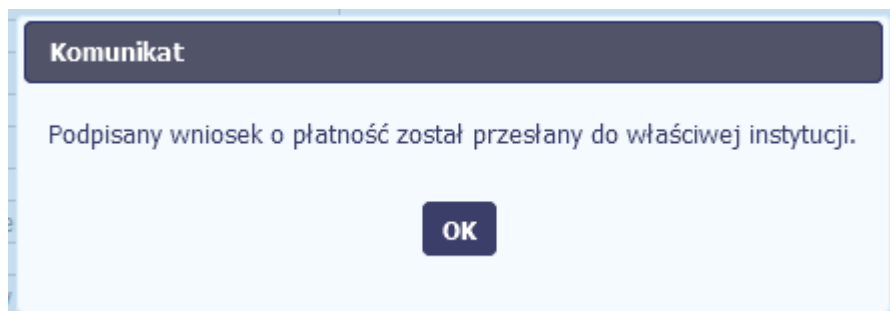 Komunikat
Podpisany wniosek o płatność został przesłany do właściwej instytucji.
OK